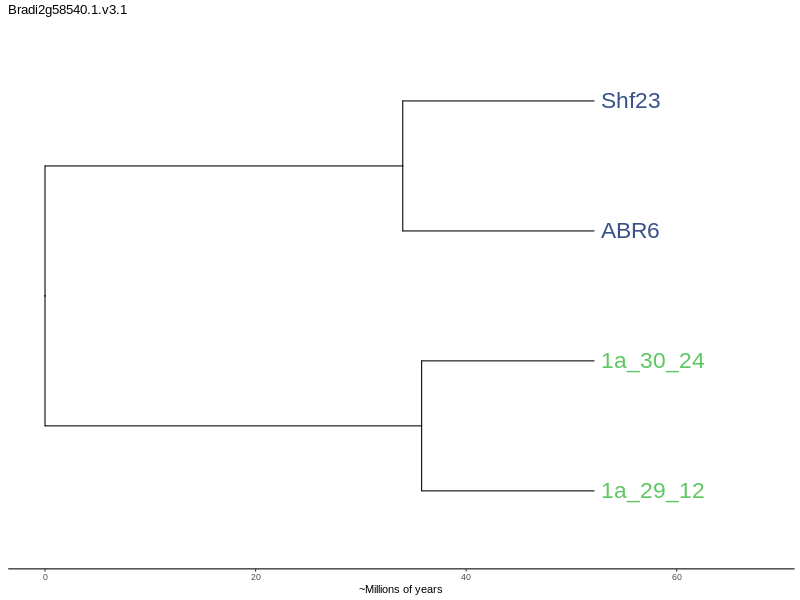 Bradi2g58540.1.v3.1
Shf23
ABR6
1a_30_24
1a_29_12
0 20 40 60
~Millions of years